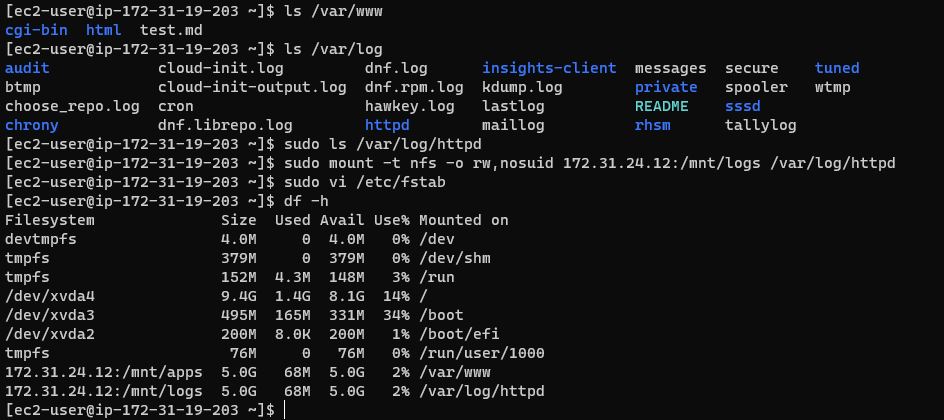 [ec2-user@ip-172-31-19-203 ~]$ ls /var/www
cgi-bin  html  test.md
[ec2-user@ip-172-31-19-203 ~]$ ls /var/log
audit            cloud-init.log         dnf.log      insights-client  messages  secure    tuned
btmp             cloud-init-output.log  dnf.rpm.log  kdump.log        private   spooler   wtmp
choose_repo.log  cron                   hawkey.log   lastlog          README    sssd
chrony           dnf.librepo.log        httpd        maillog          rhsm      tallylog
[ec2-user@ip-172-31-19-203 ~]$ sudo ls /var/log/httpd
[ec2-user@ip-172-31-19-203 ~]$ sudo mount -t nfs -o rw,nosuid 172.31.24.12:/mnt/logs /var/log/httpd
[ec2-user@ip-172-31-19-203 ~]$ sudo vi /etc/fstab
[ec2-user@ip-172-31-19-203 ~]$ df -h
Filesystem              Size  Used Avail Use% Mounted on
devtmpfs                4.0M     0  4.0M   0% /dev
tmpfs                   379M     0  379M   0% /dev/shm
tmpfs                   152M  4.3M  148M   3% /run
/dev/xvda4              9.4G  1.4G  8.1G  14% /
/dev/xvda3              495M  165M  331M  34% /boot
/dev/xvda2              200M  8.0K  200M   1% /boot/efi
tmpfs                    76M     0   76M   0% /run/user/1000
172.31.24.12:/mnt/apps  5.0G   68M  5.0G   2% /var/www
172.31.24.12:/mnt/logs  5.0G   68M  5.0G   2% /var/log/httpd
[ec2-user@ip-172-31-19-203 ~]$